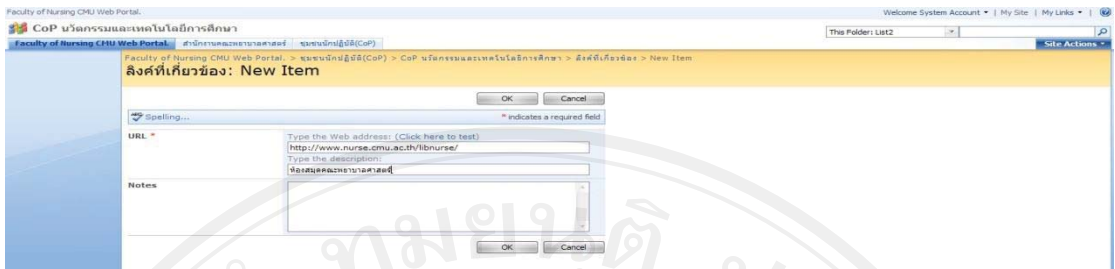 Faculty of Nursing CMU Web Portal.
Welcome System Account | My Site | My Links
CoP นวัตกรรมและเทคโนโลยีการศึกษา
This Folder: List2
Faculty of Nursing CMU Web Portal. สำนักงานคณะพยาบาลศาสตร์ ชุมชนนักปฏิบัติ(CoP)
Site Actions
Faculty of Nursing CMU Web Portal. > ชุมชนนักปฏิบัติ(CoP) > CoP นวัตกรรมและเทคโนโลยีการศึกษา > ลิงค์ที่เกี่ยวข้อง > New Item
ลิงค์ที่เกี่ยวข้อง: New Item
OK Cancel
Spelling...
* indicates a required field
URL *
Type the Web address: (Click here to test)
http://www.nurse.cmu.ac.th/libnurse/
Type the description:
ห้องสมุดคณะพยาบาลศาสตร์
Notes
OK Cancel